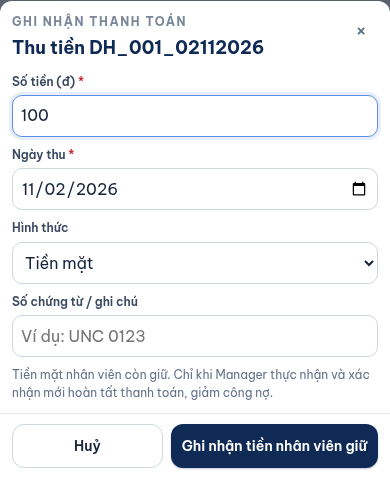 GHI NHẬN THANH TOÁN
Thu tiền DH_001_02112026
×
Số tiền (đ) *
100
Ngày thu *
11/02/2026
Hình thức
Tiền mặt
Số chứng từ / ghi chú
Ví dụ: UNC 0123
Tiền mặt nhân viên còn giữ. Chỉ khi Manager thực nhận và xác
nhận mới hoàn tất thanh toán, giảm công nợ.
Huỷ
Ghi nhận tiền nhân viên giữ